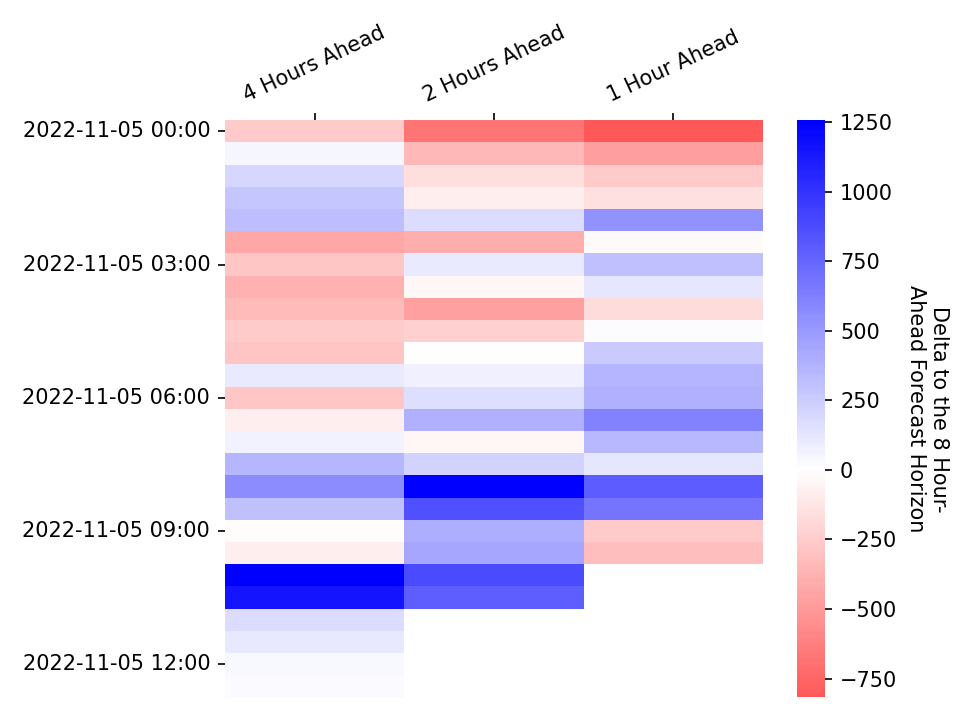 4 Hours Ahead
2 Hours Ahead
1 Hour Ahead
2022-11-05 00:00
2022-11-05 03:00
2022-11-05 06:00
2022-11-05 09:00
2022-11-05 12:00
1250
1000
750
500
250
0
−250
−500
−750
Delta to the 8 Hour-
Ahead Forecast Horizon